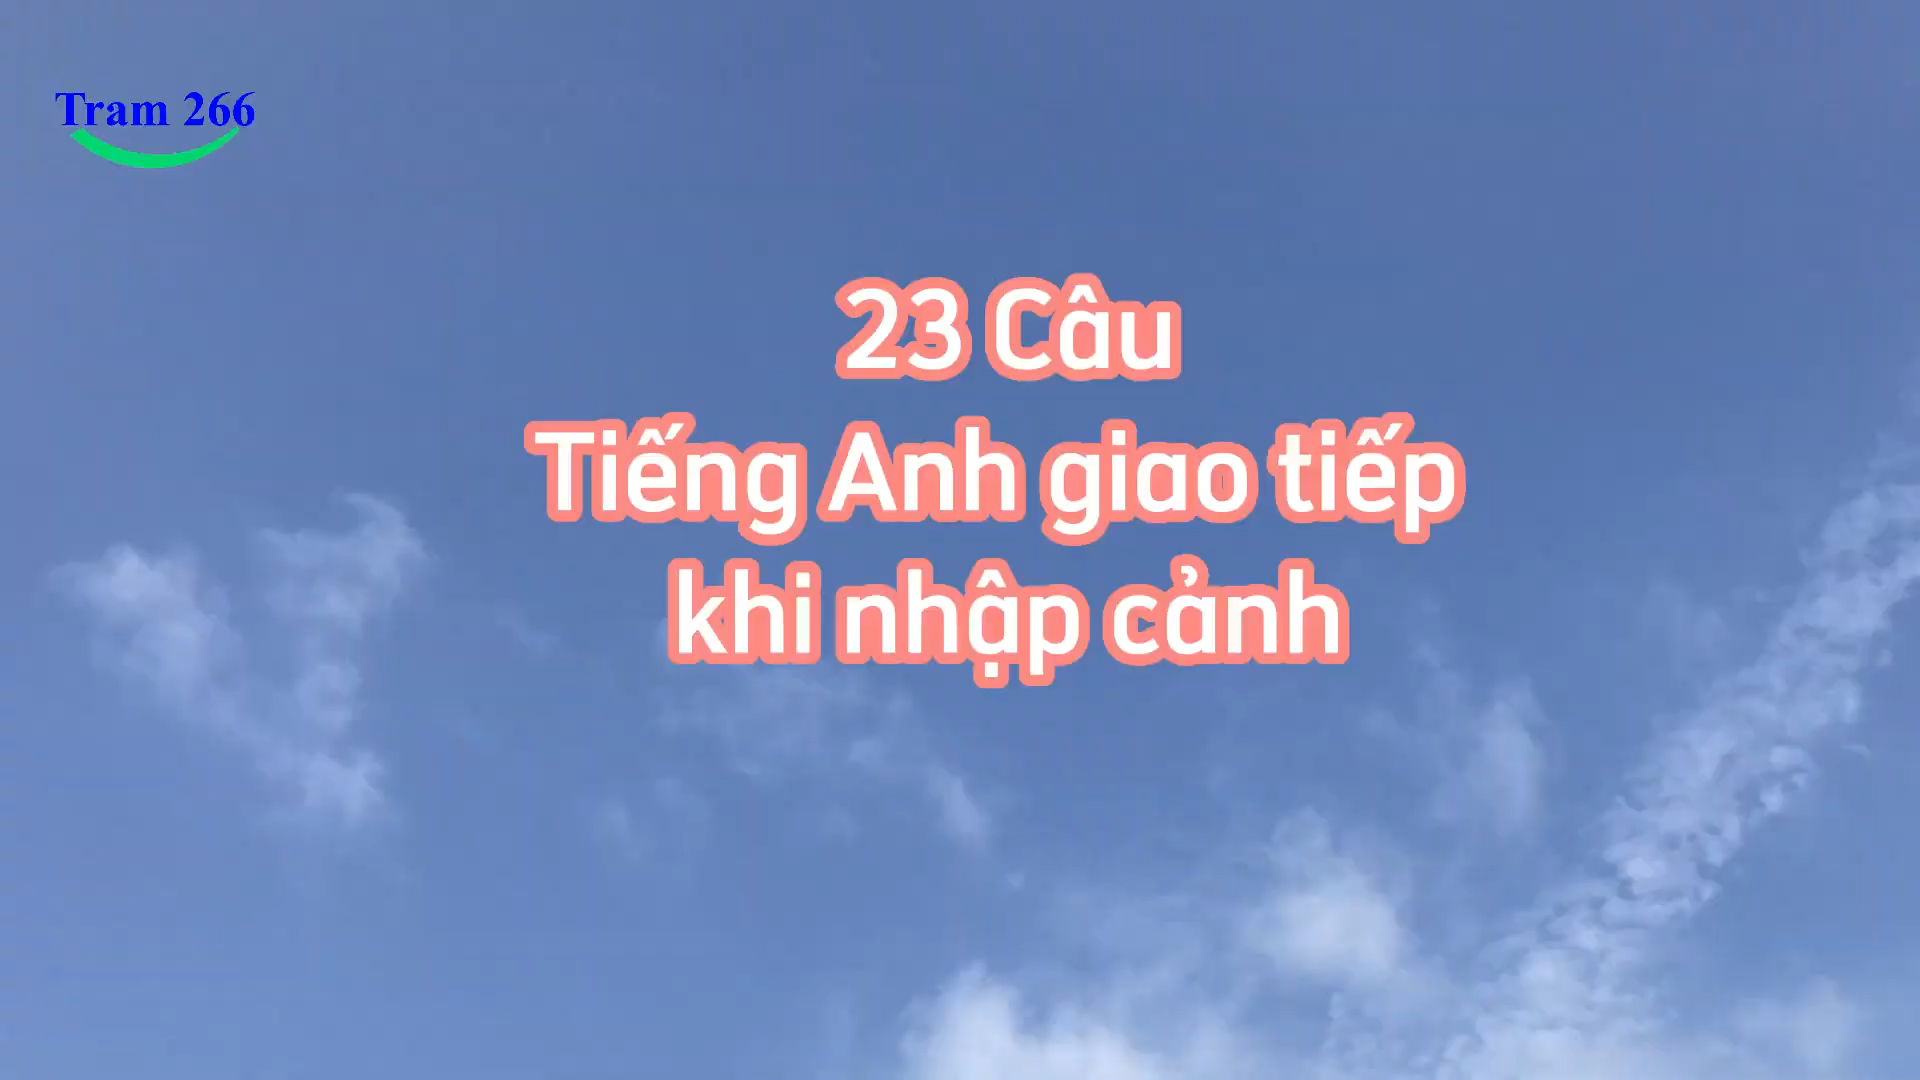 Tram 266
23 Câu
Tiếng Anh giao tiếp
khi nhập cảnh